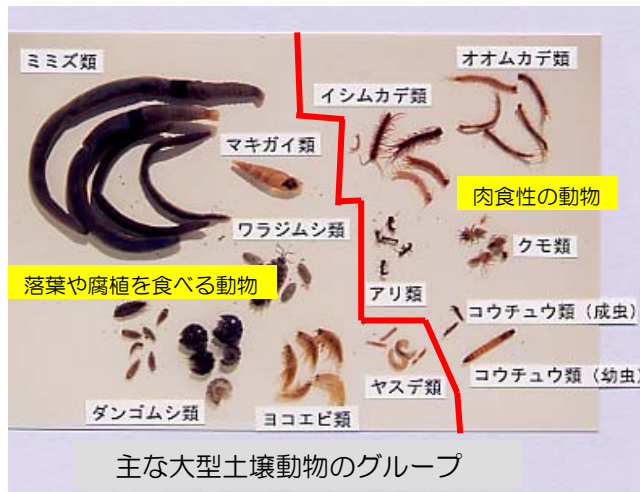 ミミズ類
オオムカデ類
イシムカデ類
マキガイ類
肉食性の動物
ワラジムシ類
クモ類
落葉や腐植を食べる動物
アリ類
コウチュウ類（成虫）
コウチュウ類（幼虫）
ヤスデ類
ダンゴムシ類
ヨコエビ類
主な大型土壌動物のグループ